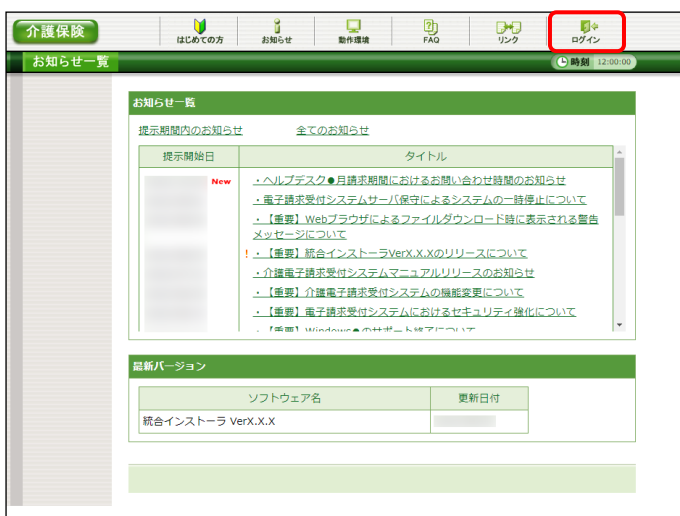 介護保険
はじめての方
お知らせ
動作環境
FAQ
リンク
ログイン
お知らせ一覧
時刻 12:00:00
お知らせ一覧
提示期間内のお知らせ 全てのお知らせ
提示開始日 タイトル
New ・ヘルプデスク●月請求期間におけるお問い合わせ時間のお知らせ
・電子請求受付システムサーバ保守によるシステムの一時停止について
・【重要】Webブラウザによるファイルダウンロード時に表示される警告
メッセージについて
! ・【重要】統合インストーラVerX.X.Xのリリースについて
・介護電子請求受付システムマニュアルリリースのお知らせ
・【重要】介護電子請求受付システムの機能変更について
・【重要】電子請求受付システムにおけるセキュリティ強化について
・【重要】Windows●のサポート終了について
最新バージョン
ソフトウェア名 更新日付
統合インストーラ VerX.X.X